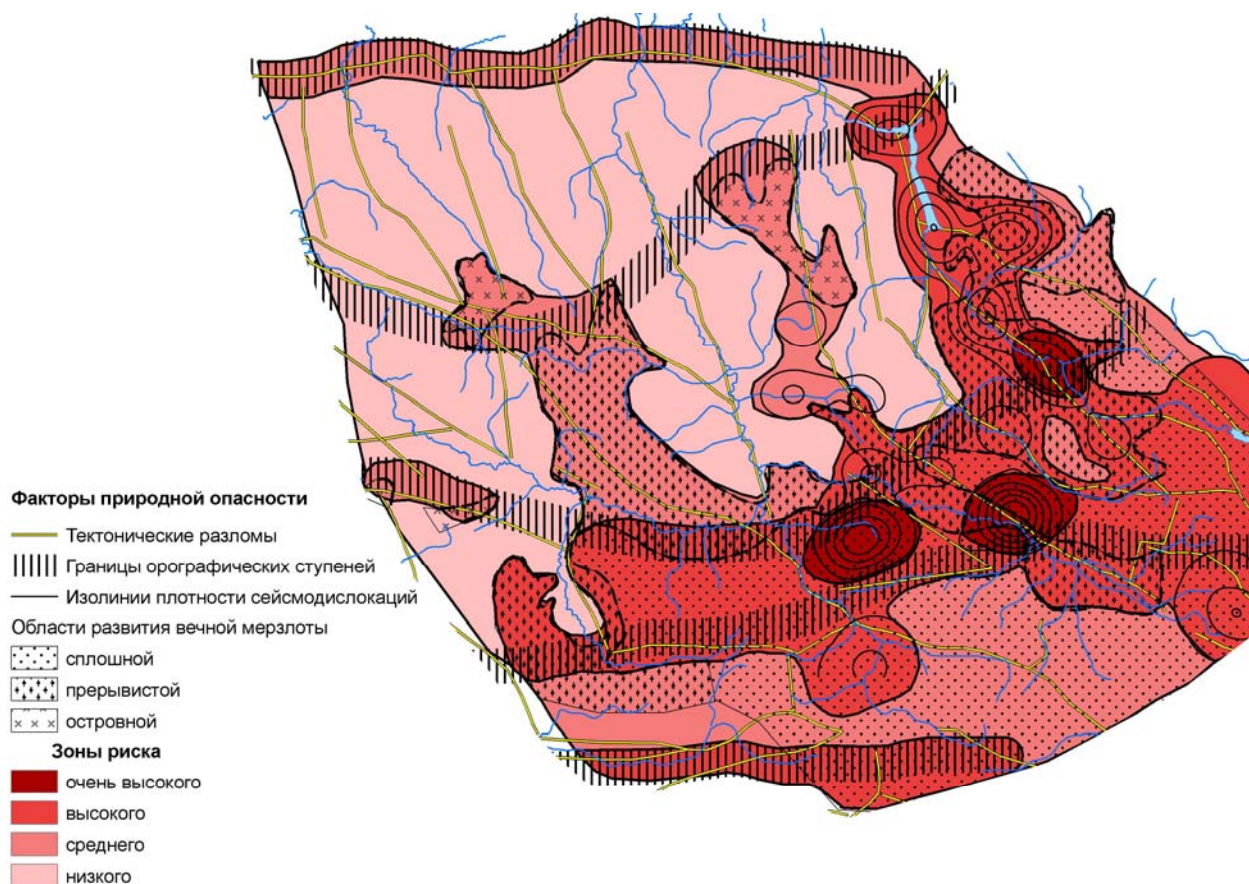 Факторы природной опасности
Тектонические разломы
Границы орографических ступеней
Изолинии плотности сейсмодислокаций
Области развития вечной мерзлоты
сплошной
прерывистой
островной
Зоны риска
очень высокого
высокого
среднего
низкого